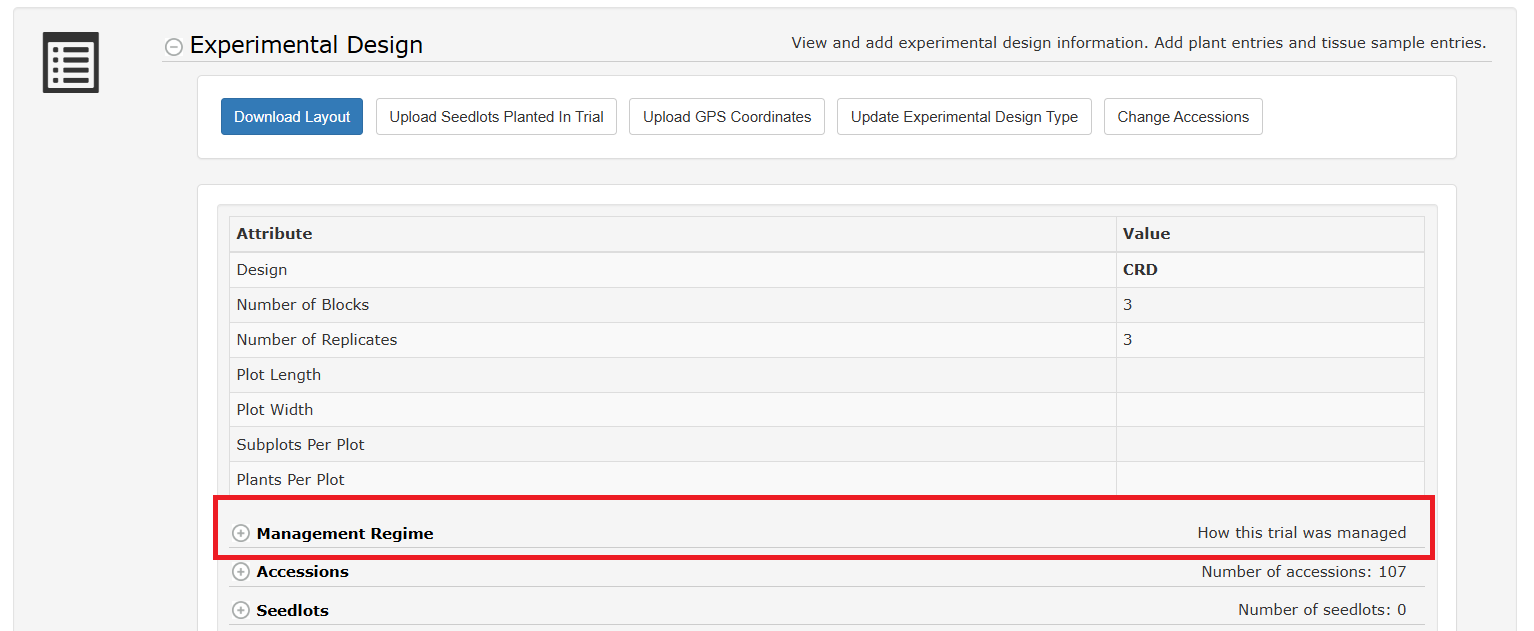 Experimental Design
View and add experimental design information. Add plant entries and tissue sample entries.
Download Layout
Upload Seedlots Planted In Trial
Upload GPS Coordinates
Update Experimental Design Type
Change Accessions
Attribute Value
Design CRD
Number of Blocks 3
Number of Replicates 3
Plot Length
Plot Width
Subplots Per Plot
Plants Per Plot
Management Regime How this trial was managed
Accessions Number of accessions: 107
Seedlots Number of seedlots: 0